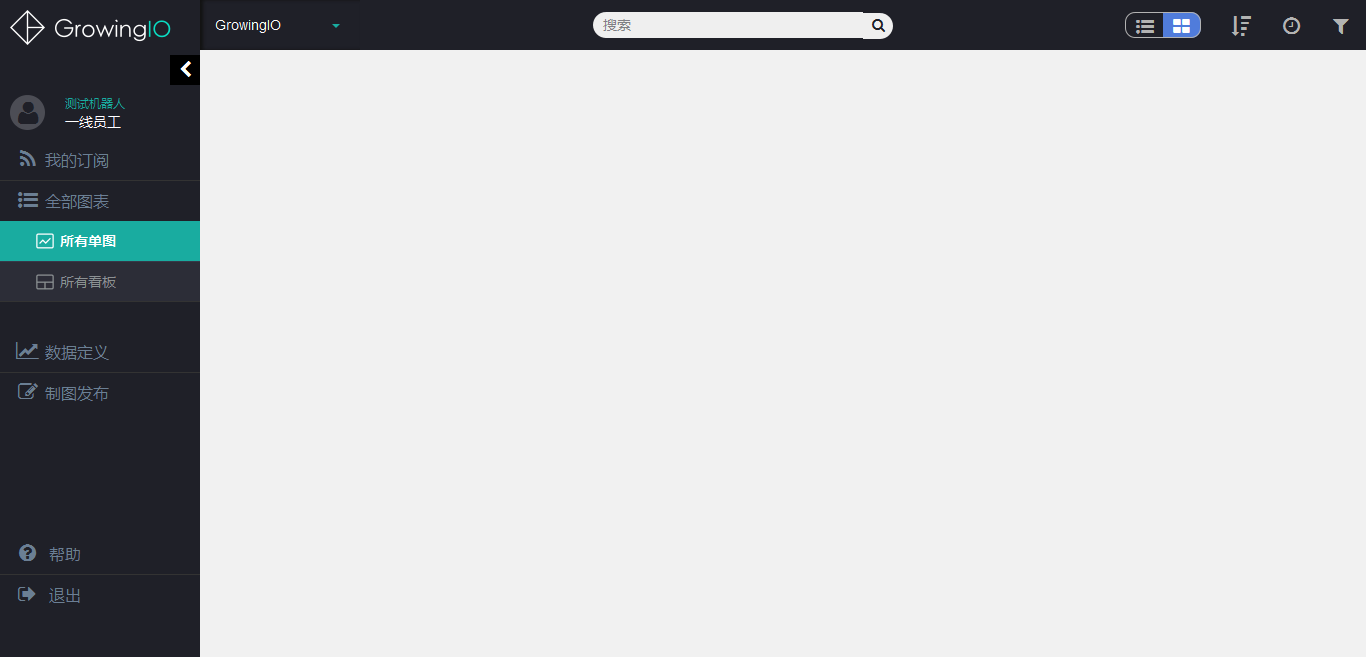 GrowingIO
GrowingIO
搜索
测试机器人
一线员工
我的订阅
全部图表
所有单图
所有看板
数据定义
制图发布
帮助
退出